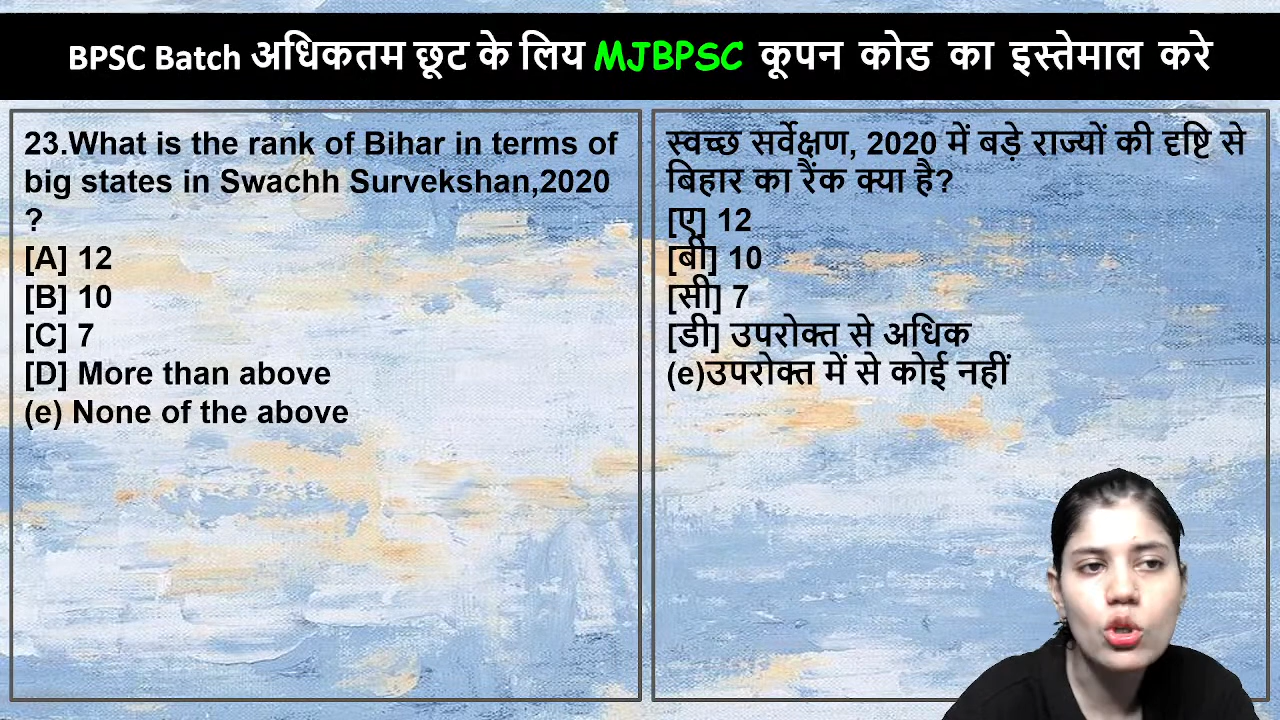 BPSC Batch अधिकतम छूट के लिय MJBPSC कूपन कोड का इस्तेमाल करे
23.What is the rank of Bihar in terms of
big states in Swachh Survekshan,2020
?
[A] 12
[B] 10
[C] 7
[D] More than above
(e) None of the above
स्वच्छ सर्वेक्षण, 2020 में बड़े राज्यों की दृष्टि से
बिहार का रैंक क्या है?
[ए] 12
[बी] 10
[सी] 7
[डी] उपरोक्त से अधिक
(e)उपरोक्त में से कोई नहीं